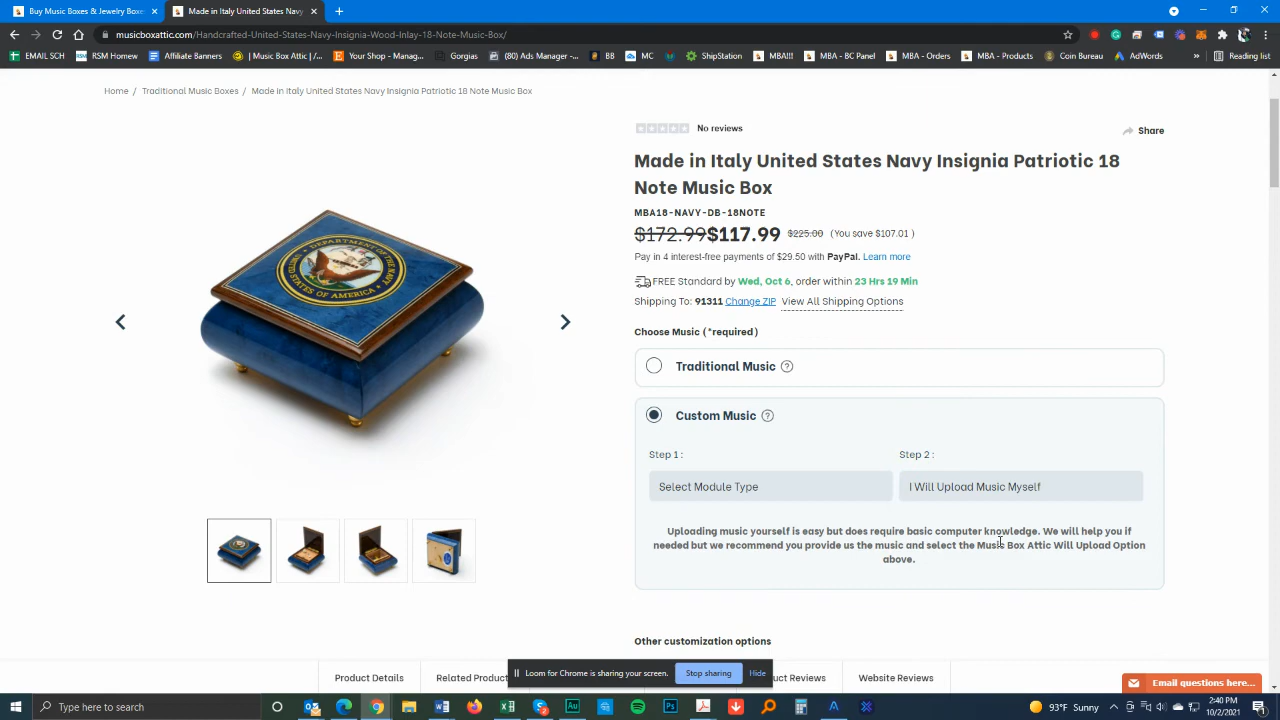 Buy Music Boxes & Jewelry Boxe
Made in Italy United States Navy
musicboxattic.com/Handcrafted-United-States-Navy-Insignia-Wood-Inlay-18-Note-Music-Box/
EMAIL SCH
RSM Homew
Affiliate Banners
() | Music Box Attic | /...
Your Shop - Manag...
Gorgias
(80) Ads Manager -...
BB
MC
ShipStation
MBA!!!
MBA - BC Panel
MBA - Orders
MBA - Products
Coin Bureau
AdWords
»
Reading list
Home / Traditional Music Boxes / Made in Italy United States Navy Insignia Patriotic 18 Note Music Box
No reviews
Share
Made in Italy United States Navy Insignia Patriotic 18
Note Music Box
MBA18-NAVY-DB-18NOTE
$172.99 $117.99 $225.00 (You save $107.01 )
Pay in 4 interest-free payments of $29.50 with PayPal. Learn more
FREE Standard by Wed, Oct 6, order within 23 Hrs 19 Min
Shipping To: 91311 Change ZIP View All Shipping Options
Choose Music (*required)
Traditional Music ?
Custom Music ?
Step 1 :
Step 2 :
Select Module Type
I Will Upload Music Myself
Uploading music yourself is easy but does require basic computer knowledge. We will help you if
needed but we recommend you provide us the music and select the Music Box Attic Will Upload Option
above.
Other customization options
DEPARTMENT OF THE NAVY
UNITED STATES OF AMERICA
Product Details
Related Product
uct Reviews
Website Reviews
Loom for Chrome is sharing your screen.
Stop sharing
Hide
Email questions here...
Type here to search
93°F Sunny
2:40 PM
10/2/2021